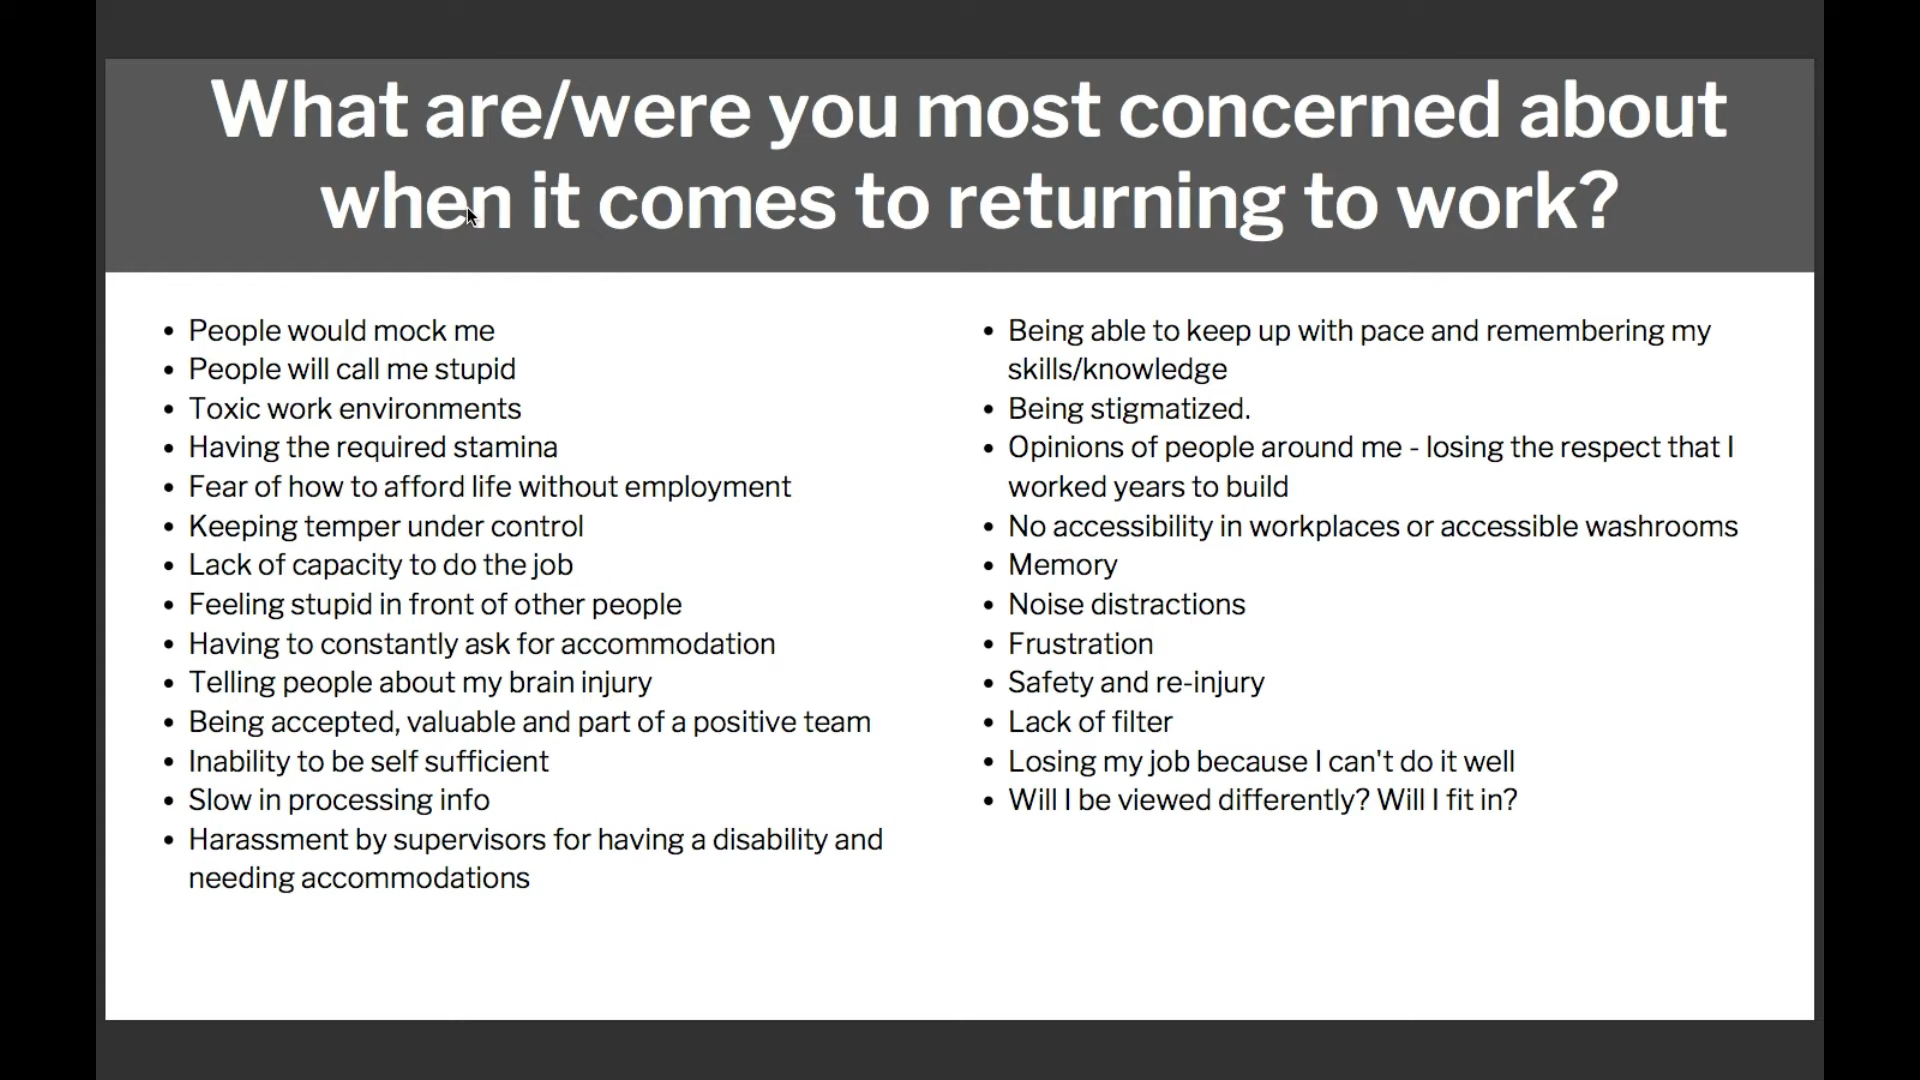 What are/were you most concerned about
when it comes to returning to work?
• People would mock me
• People will call me stupid
• Toxic work environments
• Having the required stamina
• Fear of how to afford life without employment
• Keeping temper under control
• Lack of capacity to do the job
• Feeling stupid in front of other people
• Having to constantly ask for accommodation
• Telling people about my brain injury
• Being accepted, valuable and part of a positive team
• Inability to be self sufficient
• Slow in processing info
• Harassment by supervisors for having a disability and
needing accommodations
• Being able to keep up with pace and remembering my
skills/knowledge
• Being stigmatized.
• Opinions of people around me - losing the respect that I
worked years to build
• No accessibility in workplaces or accessible washrooms
• Memory
• Noise distractions
• Frustration
• Safety and re-injury
• Lack of filter
• Losing my job because I can't do it well
• Will I be viewed differently? Will I fit in?